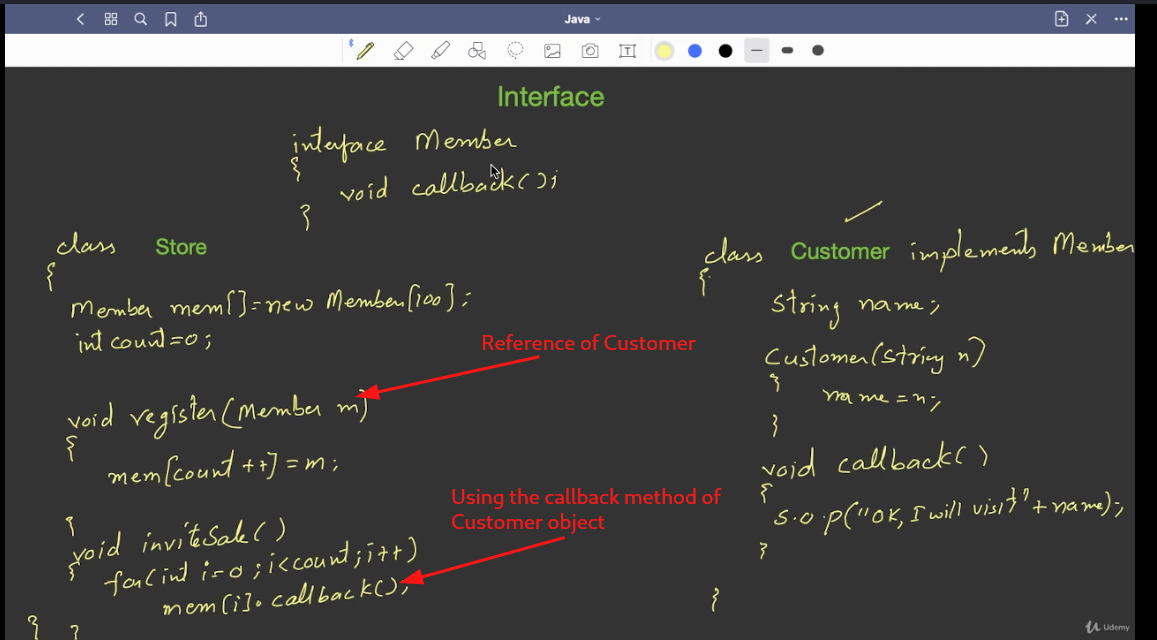 Java
Interface
interface Member
{
void callback();
}
class Store
{
Member mem[]=new Member[100];
int count=0;
Reference of Customer
void register(Member m)
{
mem[count++]=m;
}
Using the callback method of
Customer object
void inviteSale()
{
for(int i=0;i<count;i++)
mem[i].callback();
}
}
class Customer implements Member
{
String name;
Customer(String n)
{
name=n;
}
void callback()
{
S.O.P("OK, I will visit"+name);
}
}
Udemy